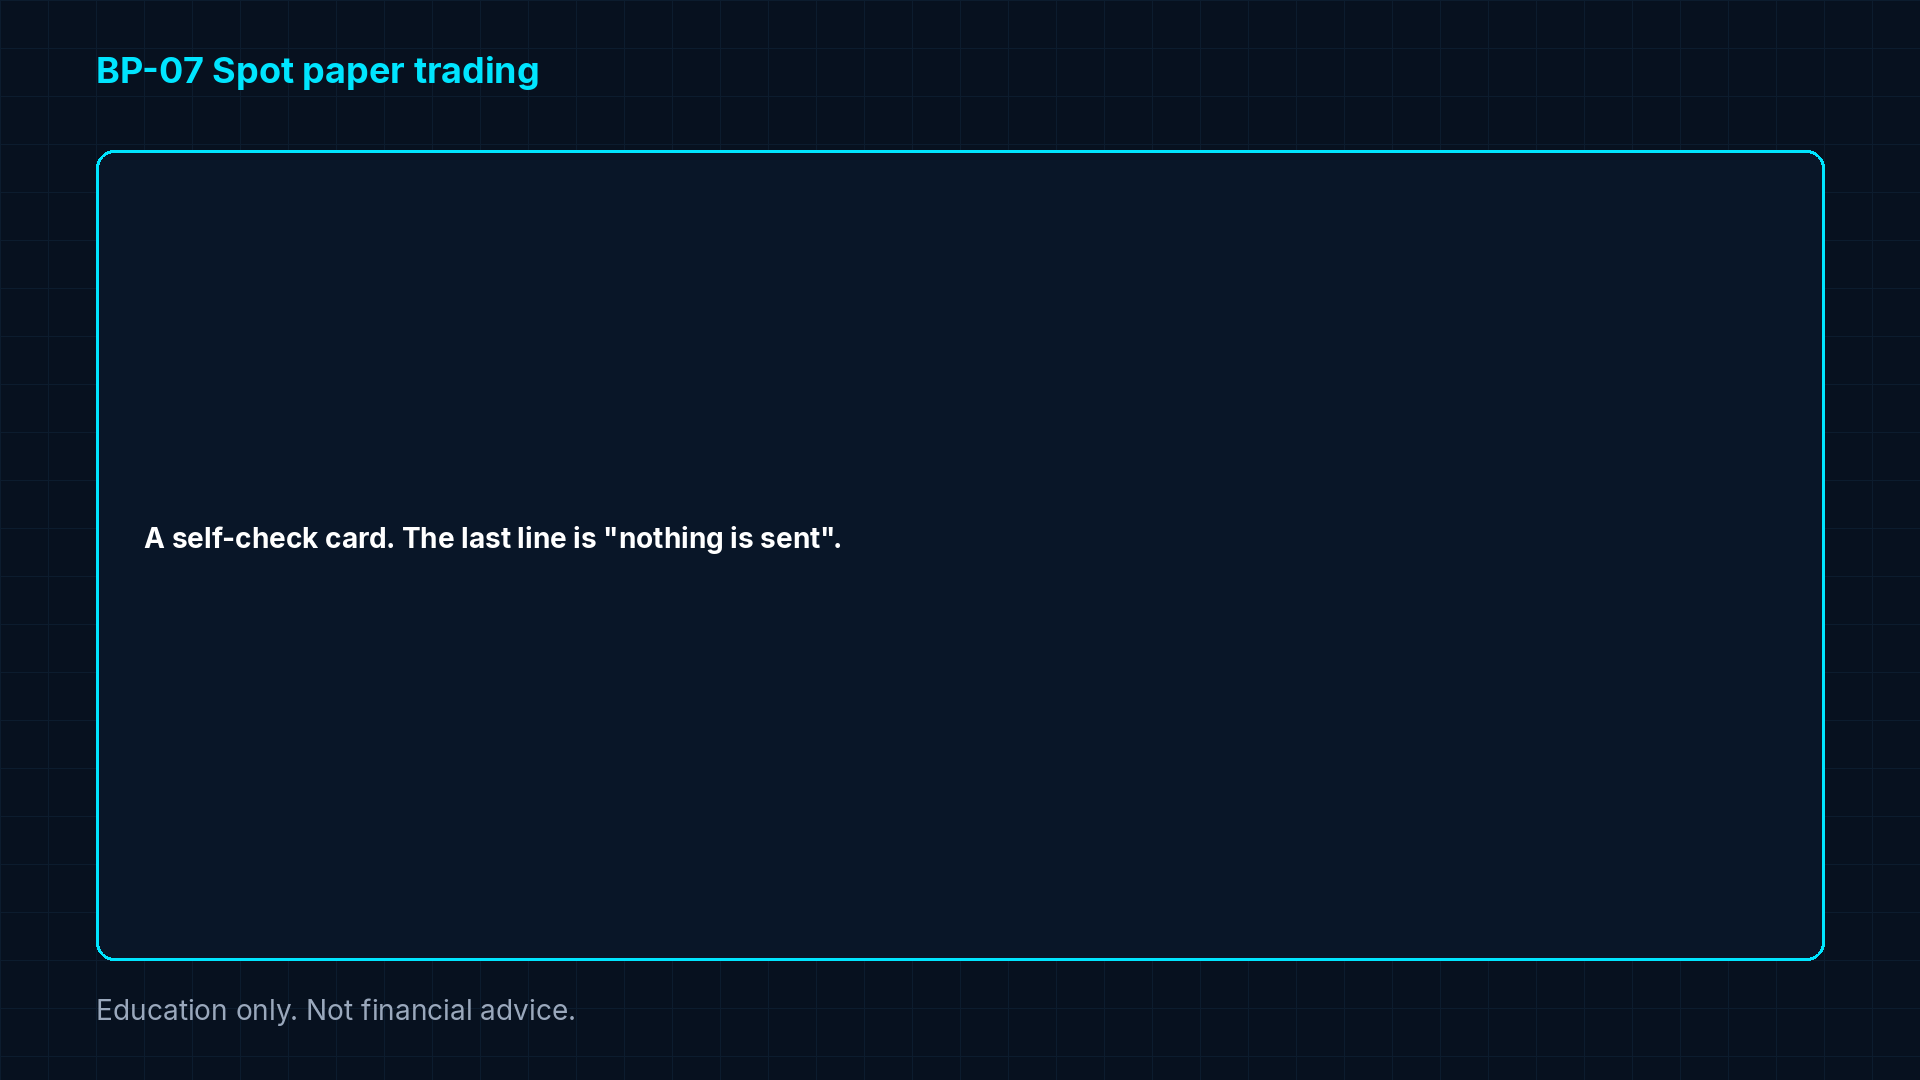 BP-07 Spot paper trading
A self-check card. The last line is "nothing is sent".
Education only. Not financial advice.